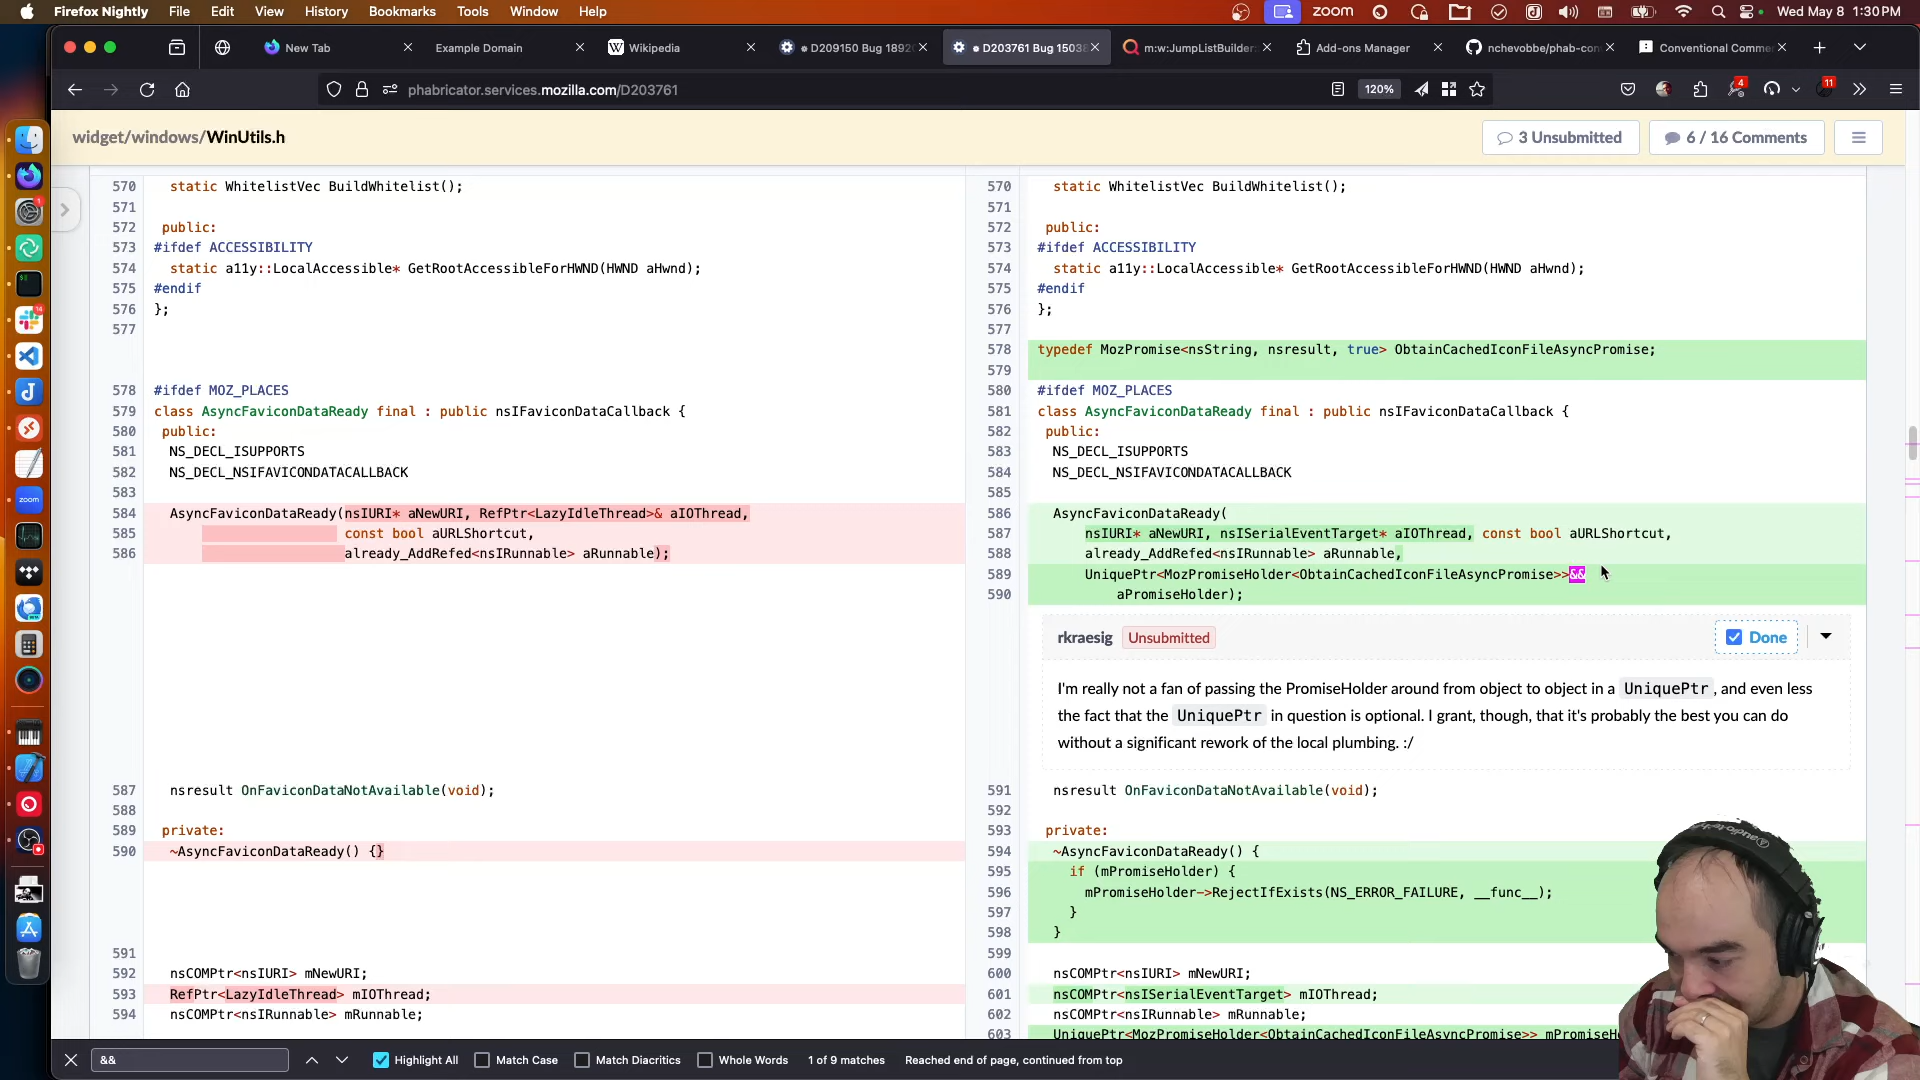 Firefox Nightly File Edit View History Bookmarks Tools Window Help
zoom Wed May 8 1:30 PM
New Tab Example Domain Wikipedia D209150 Bug 1892 D203761 Bug 1503 m:w:JumpListBuilder: Add-ons Manager nchevobbe/phab-con Conventional Comme
phabricator.services.mozilla.com/D203761 120% 4 11
widget/windows/WinUtils.h 3 Unsubmitted 6 / 16 Comments
570 static WhitelistVec BuildWhitelist(); 570 static WhitelistVec BuildWhitelist();
571 571
572 public: 572 public:
573 #ifdef ACCESSIBILITY 573 #ifdef ACCESSIBILITY
574 static a11y::LocalAccessible* GetRootAccessibleForHWND(HWND aHwnd); 574 static a11y::LocalAccessible* GetRootAccessibleForHWND(HWND aHwnd);
575 #endif 575 #endif
576 }; 576 };
577 577
578 typedef MozPromise<nsString, nsresult, true> ObtainCachedIconFileAsyncPromise;
579
578 #ifdef MOZ_PLACES 580 #ifdef MOZ_PLACES
579 class AsyncFaviconDataReady final : public nsIFaviconDataCallback { 581 class AsyncFaviconDataReady final : public nsIFaviconDataCallback {
580 public: 582 public:
581 NS_DECL_ISUPPORTS 583 NS_DECL_ISUPPORTS
582 NS_DECL_NSIFAVICONDATACALLBACK 584 NS_DECL_NSIFAVICONDATACALLBACK
583 585
584 AsyncFaviconDataReady(nsIURI* aNewURI, RefPtr<LazyIdleThread>& aIOThread, 586 AsyncFaviconDataReady(
585 const bool aURLShortcut, 587 nsIURI* aNewURI, nsISerialEventTarget* aIOThread, const bool aURLShortcut,
586 already_AddRefed<nsIRunnable> aRunnable); 588 already_AddRefed<nsIRunnable> aRunnable,
589 UniquePtr<MozPromiseHolder<ObtainCachedIconFileAsyncPromise>>&&
590 aPromiseHolder);
rkraesig Unsubmitted Done
I'm really not a fan of passing the PromiseHolder around from object to object in a UniquePtr, and even less
the fact that the UniquePtr in question is optional. I grant, though, that it's probably the best you can do
without a significant rework of the local plumbing. :/
587 nsresult OnFaviconDataNotAvailable(void); 591 nsresult OnFaviconDataNotAvailable(void);
588 592
589 private: 593 private:
590 ~AsyncFaviconDataReady() {} 594 ~AsyncFaviconDataReady() {
595 if (mPromiseHolder) {
596 mPromiseHolder->RejectIfExists(NS_ERROR_FAILURE, __func__);
597 }
598 }
591 599
592 nsCOMPtr<nsIURI> mNewURI; 600 nsCOMPtr<nsIURI> mNewURI;
593 RefPtr<LazyIdleThread> mIOThread; 601 nsCOMPtr<nsISerialEventTarget> mIOThread;
594 nsCOMPtr<nsIRunnable> mRunnable; 602 nsCOMPtr<nsIRunnable> mRunnable;
603 UniquePtr<MozPromiseHolder<ObtainCachedIconFileAsyncPromise>> mPromiseH
&& Highlight All Match Case Match Diacritics Whole Words 1 of 9 matches Reached end of page, continued from top